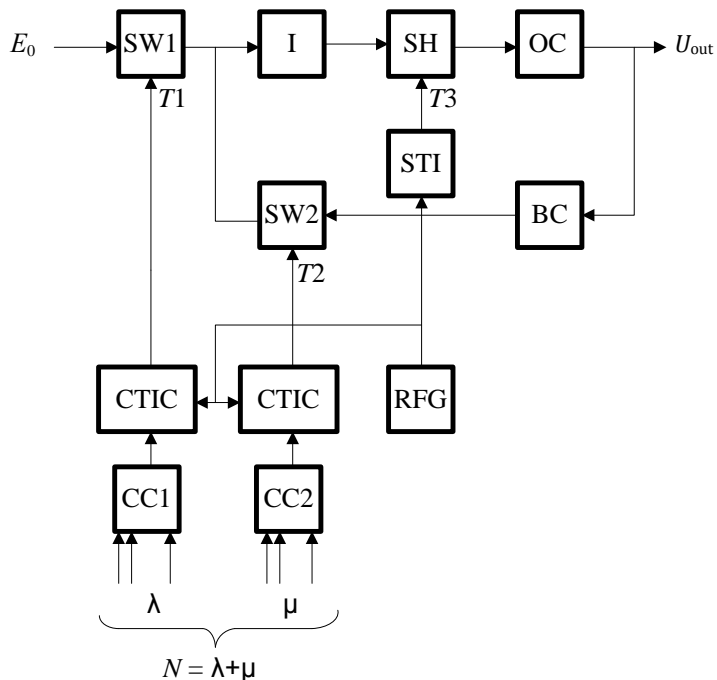 E0 SW1 I SH OC Uout
T1 T3
STI
SW2 BC
T2
CTIC CTIC RFG
CC1 CC2
λ μ
N = λ+μ